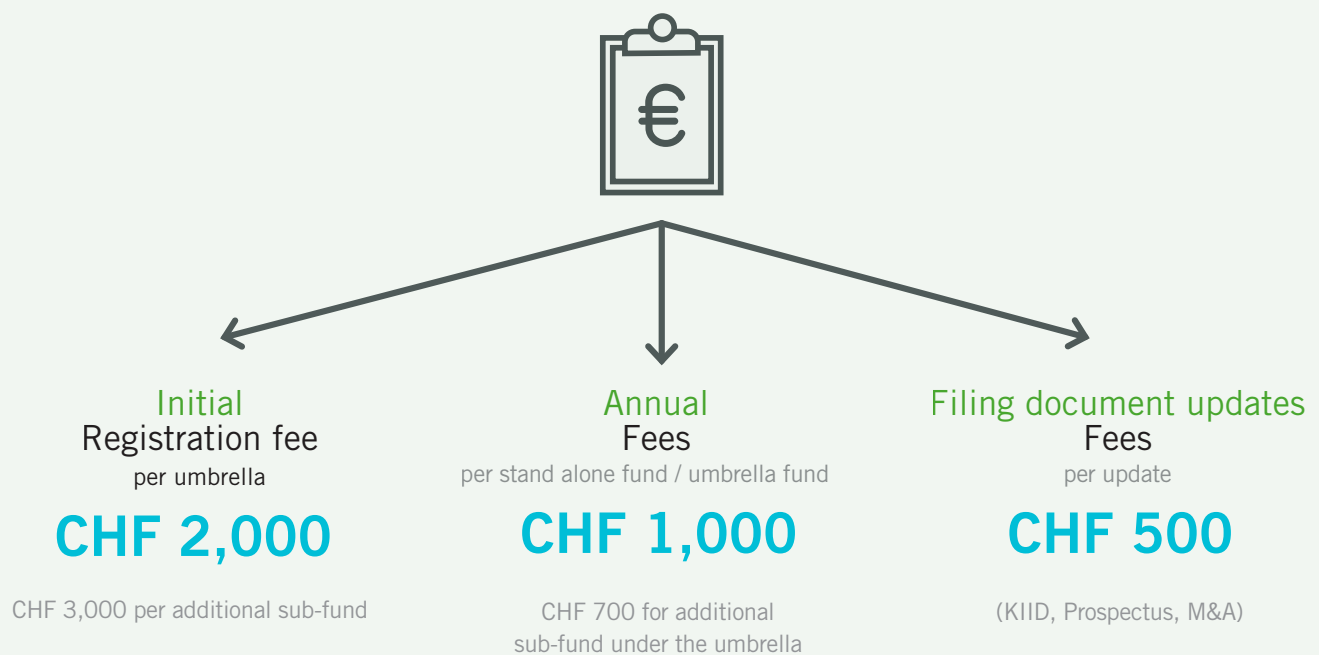 €
Initial
Registration fee
per umbrella
CHF 2,000
CHF 3,000 per additional sub-fund
Annual
Fees
per stand alone fund / umbrella fund
CHF 1,000
CHF 700 for additional
sub-fund under the umbrella
Filing document updates
Fees
per update
CHF 500
(KIID, Prospectus, M&A)